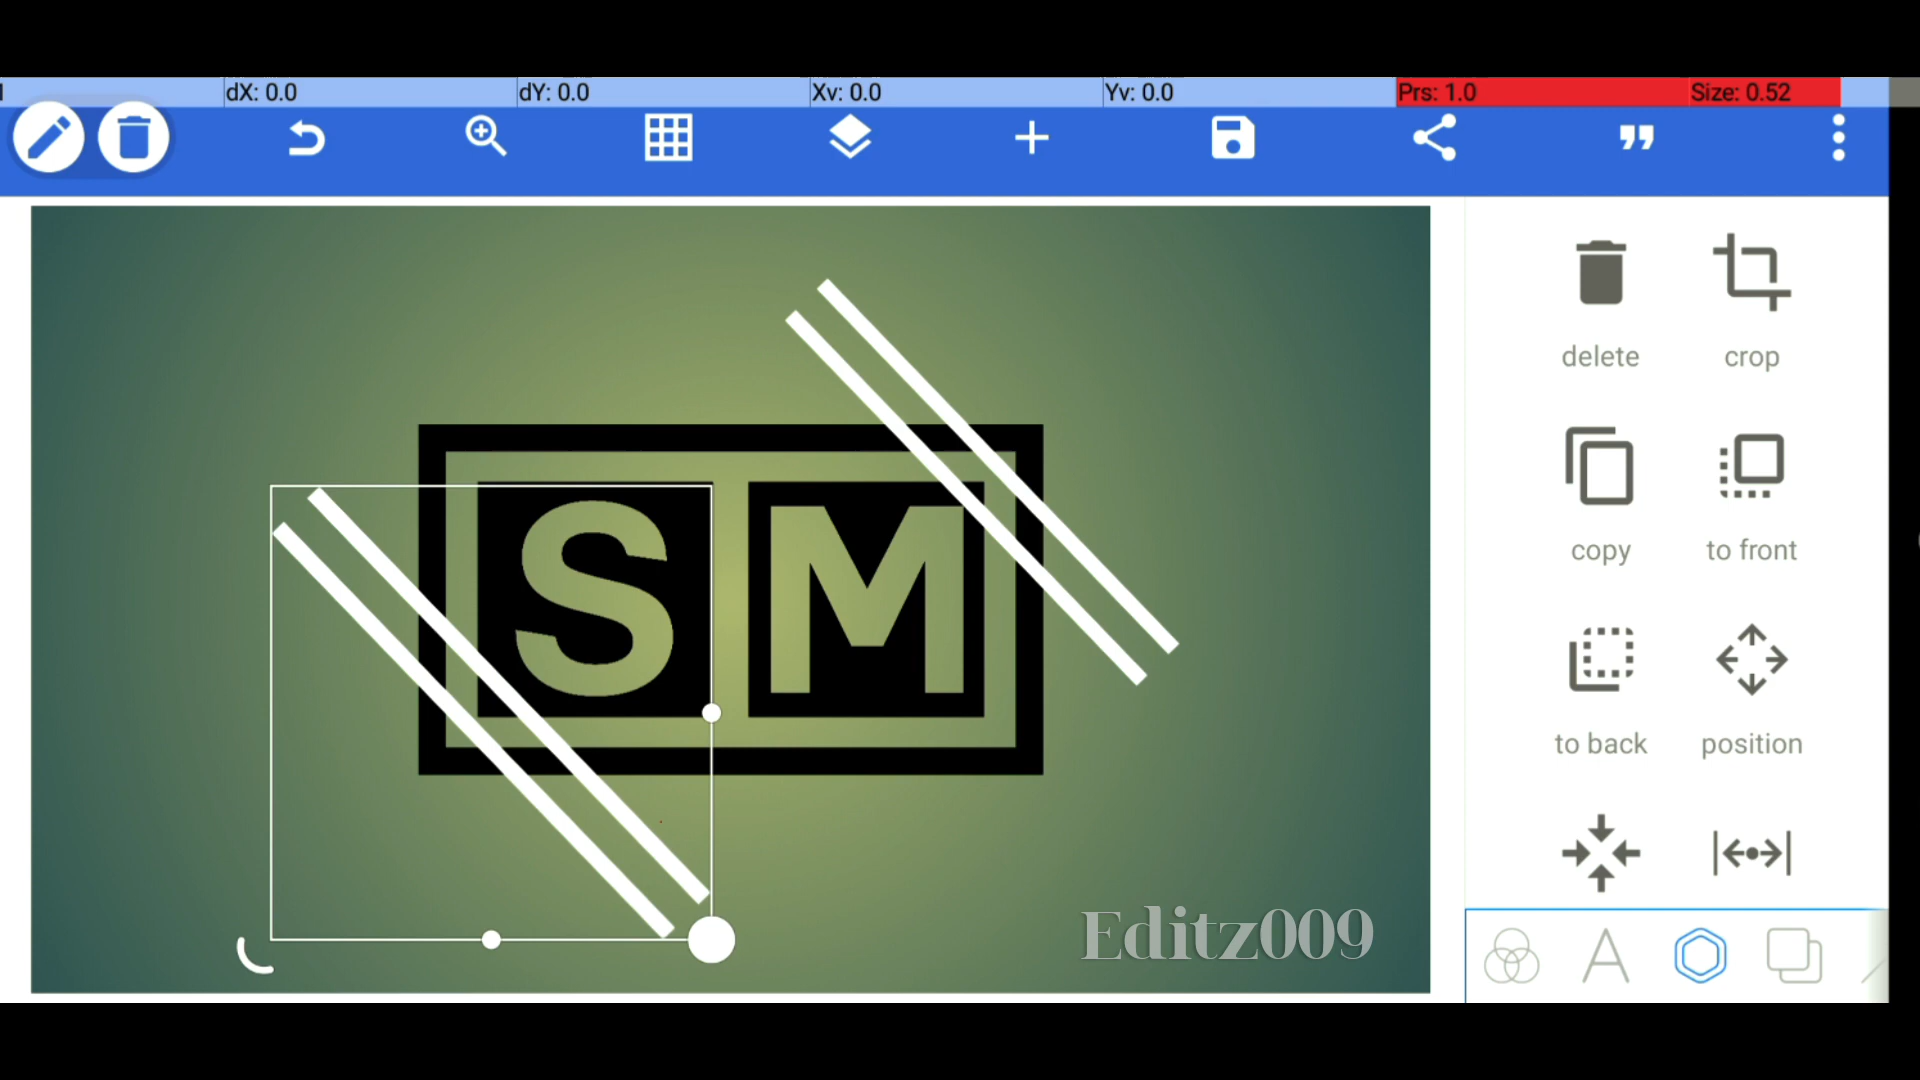 dX: 0.0 dY: 0.0 Xv: 0.0 Yv: 0.0 Prs: 1.0 Size: 0.52
delete crop
SM
copy to front
to back position
Editz009